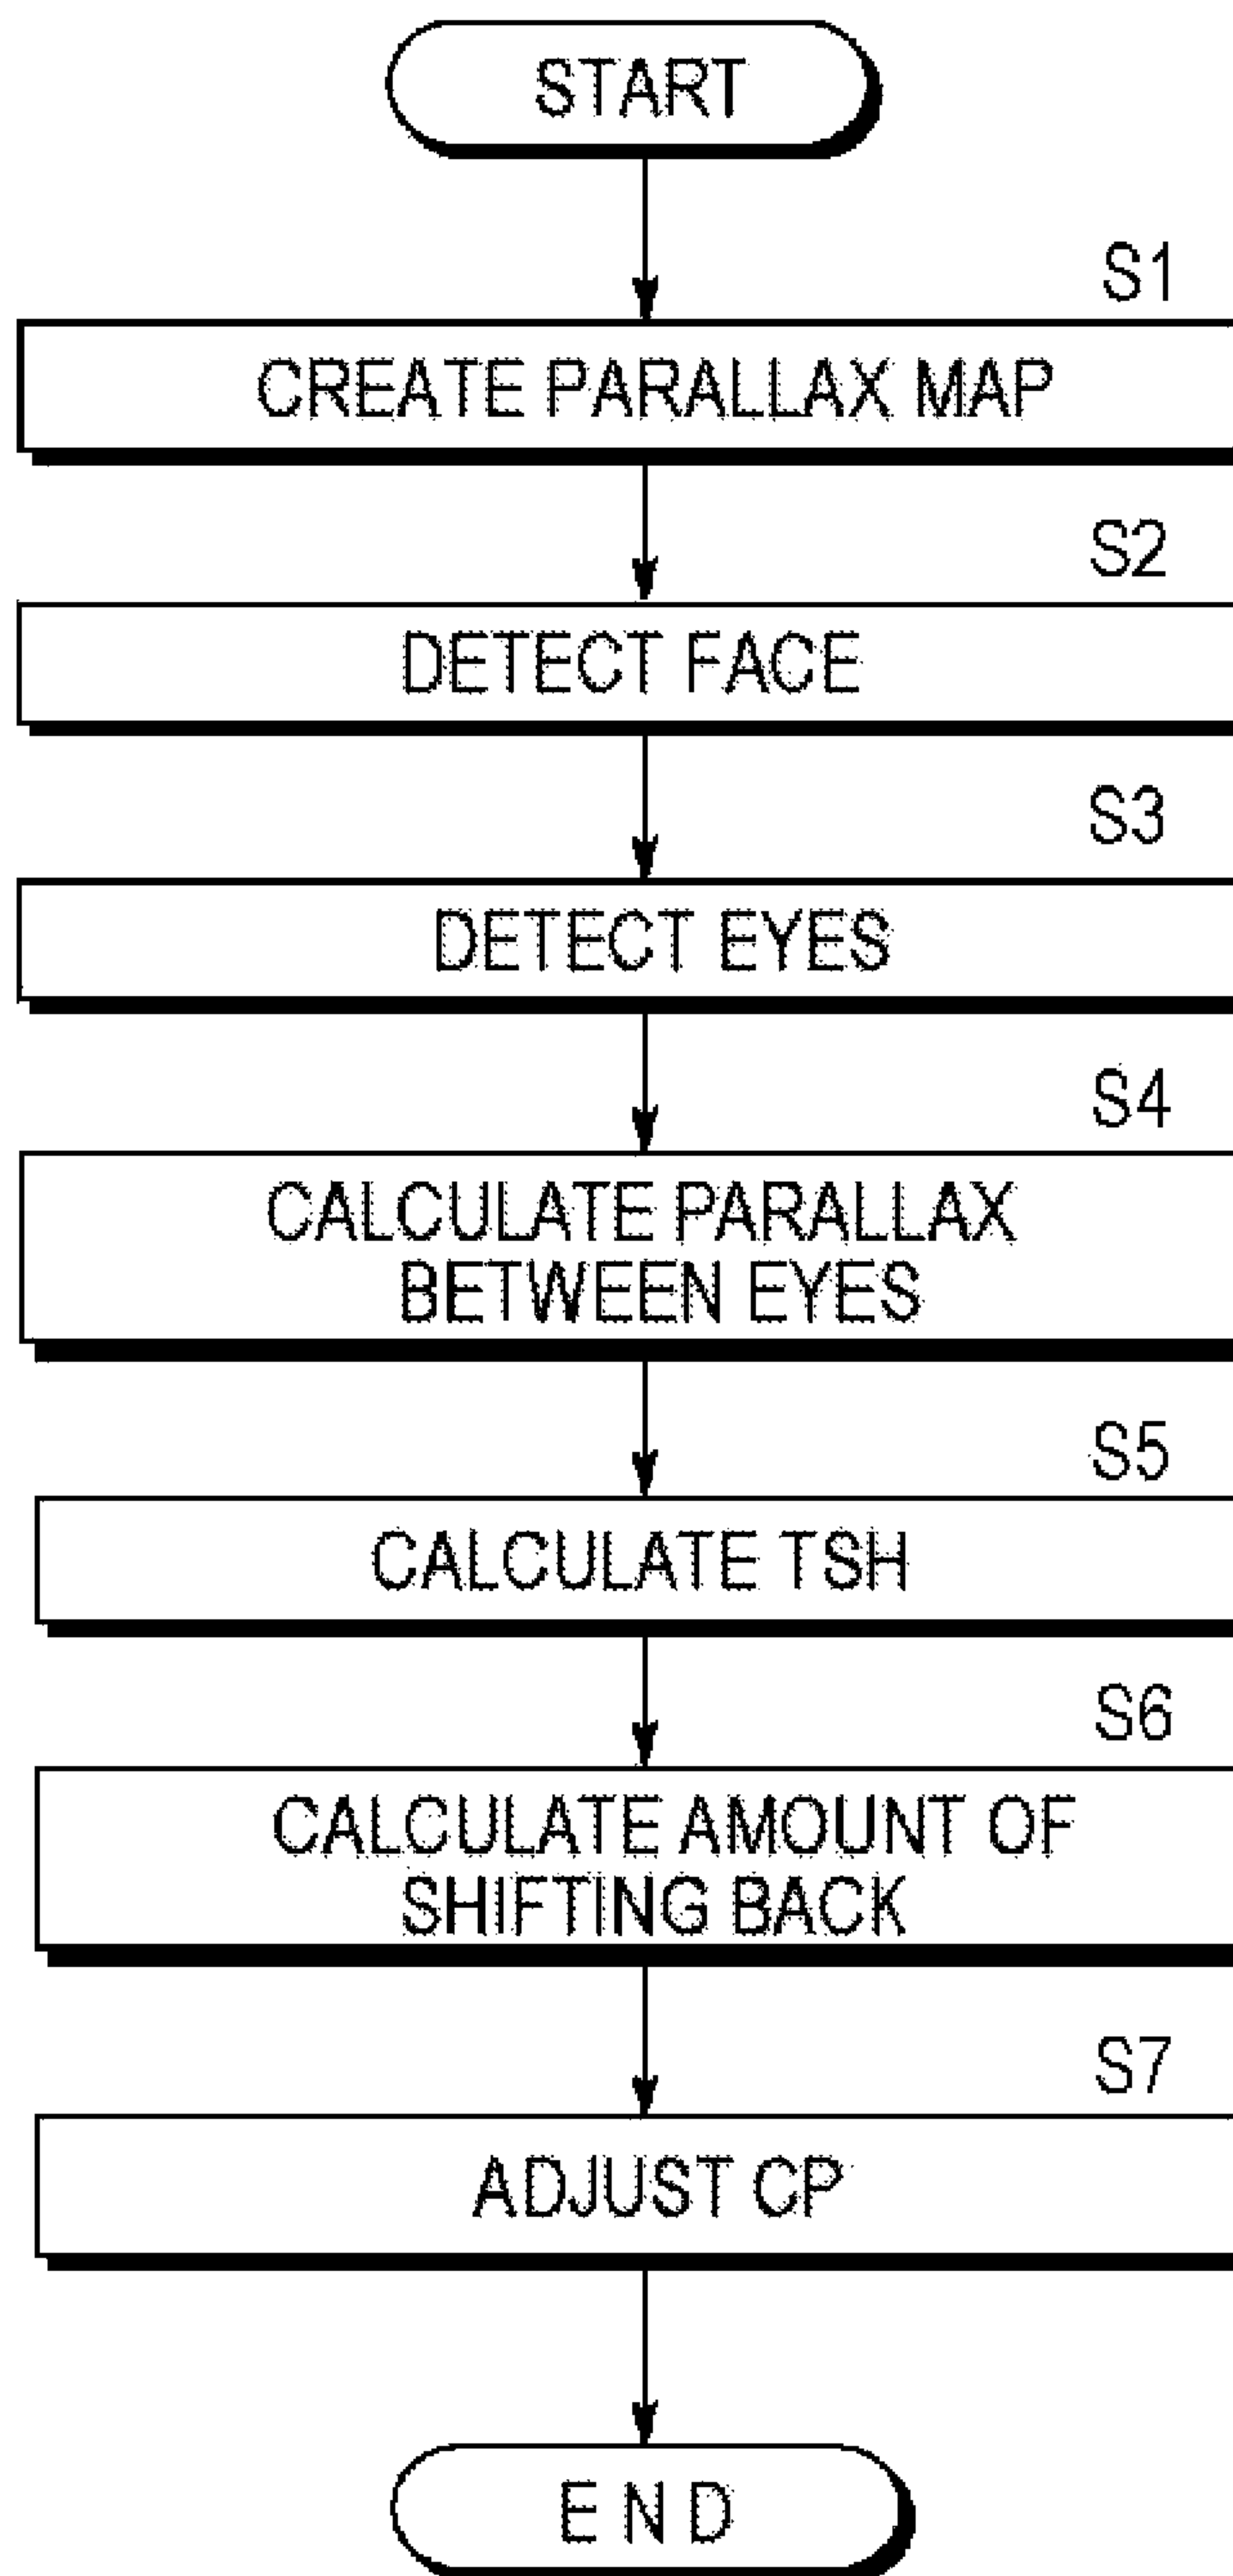 START
S1
CREATE PARALLAX MAP
S2
DETECT FACE
S3
DETECT EYES
S4
CALCULATE PARALLAX
BETWEEN EYES
S5
CALCULATE TSH
S6
CALCULATE AMOUNT OF
SHIFTING BACK
S7
ADJUST CP
END